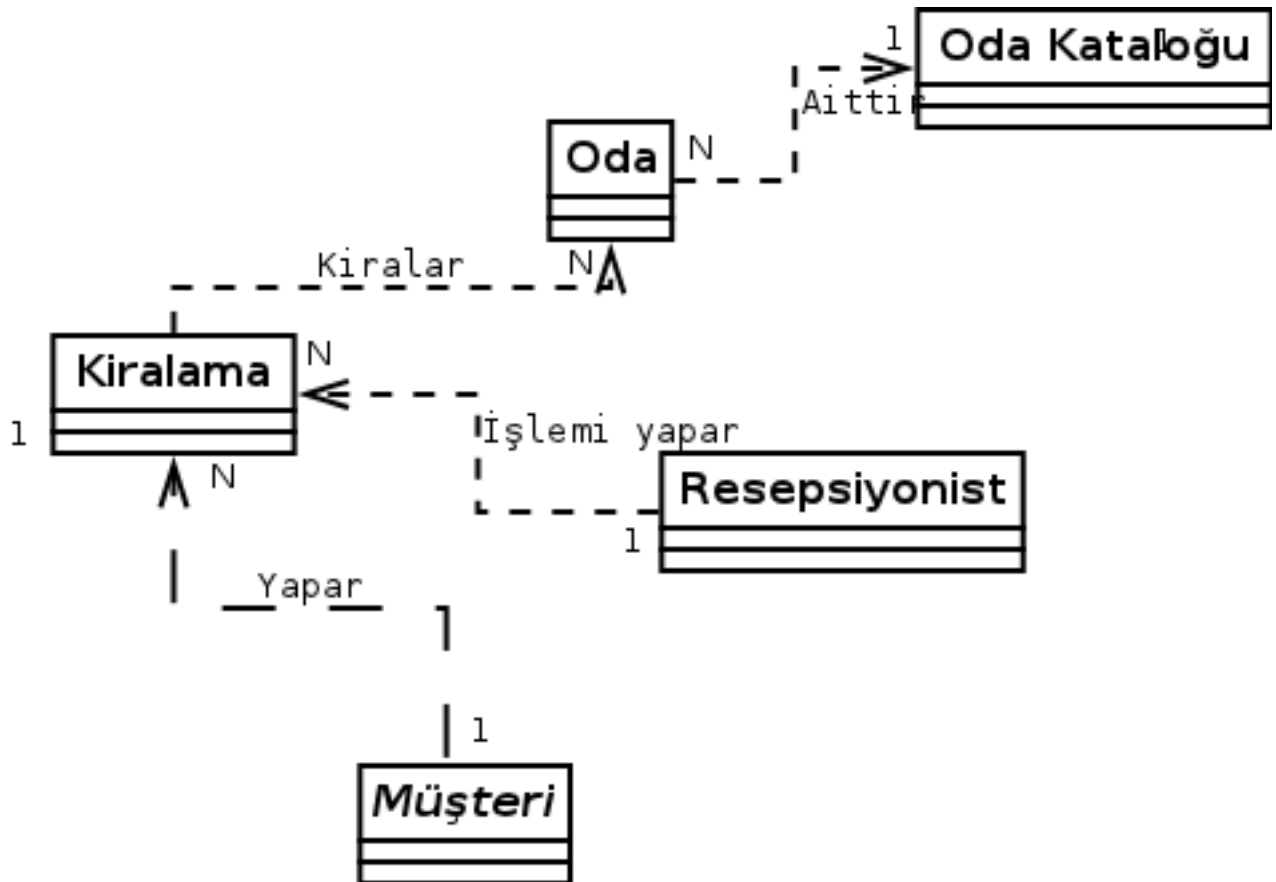 1
Oda Kataloğu
Aittir
Oda
N
Kiralar
N
Kiralama
N
1
İşlemi yapar
N
Resepsiyonist
1
Yapar
1
Müşteri